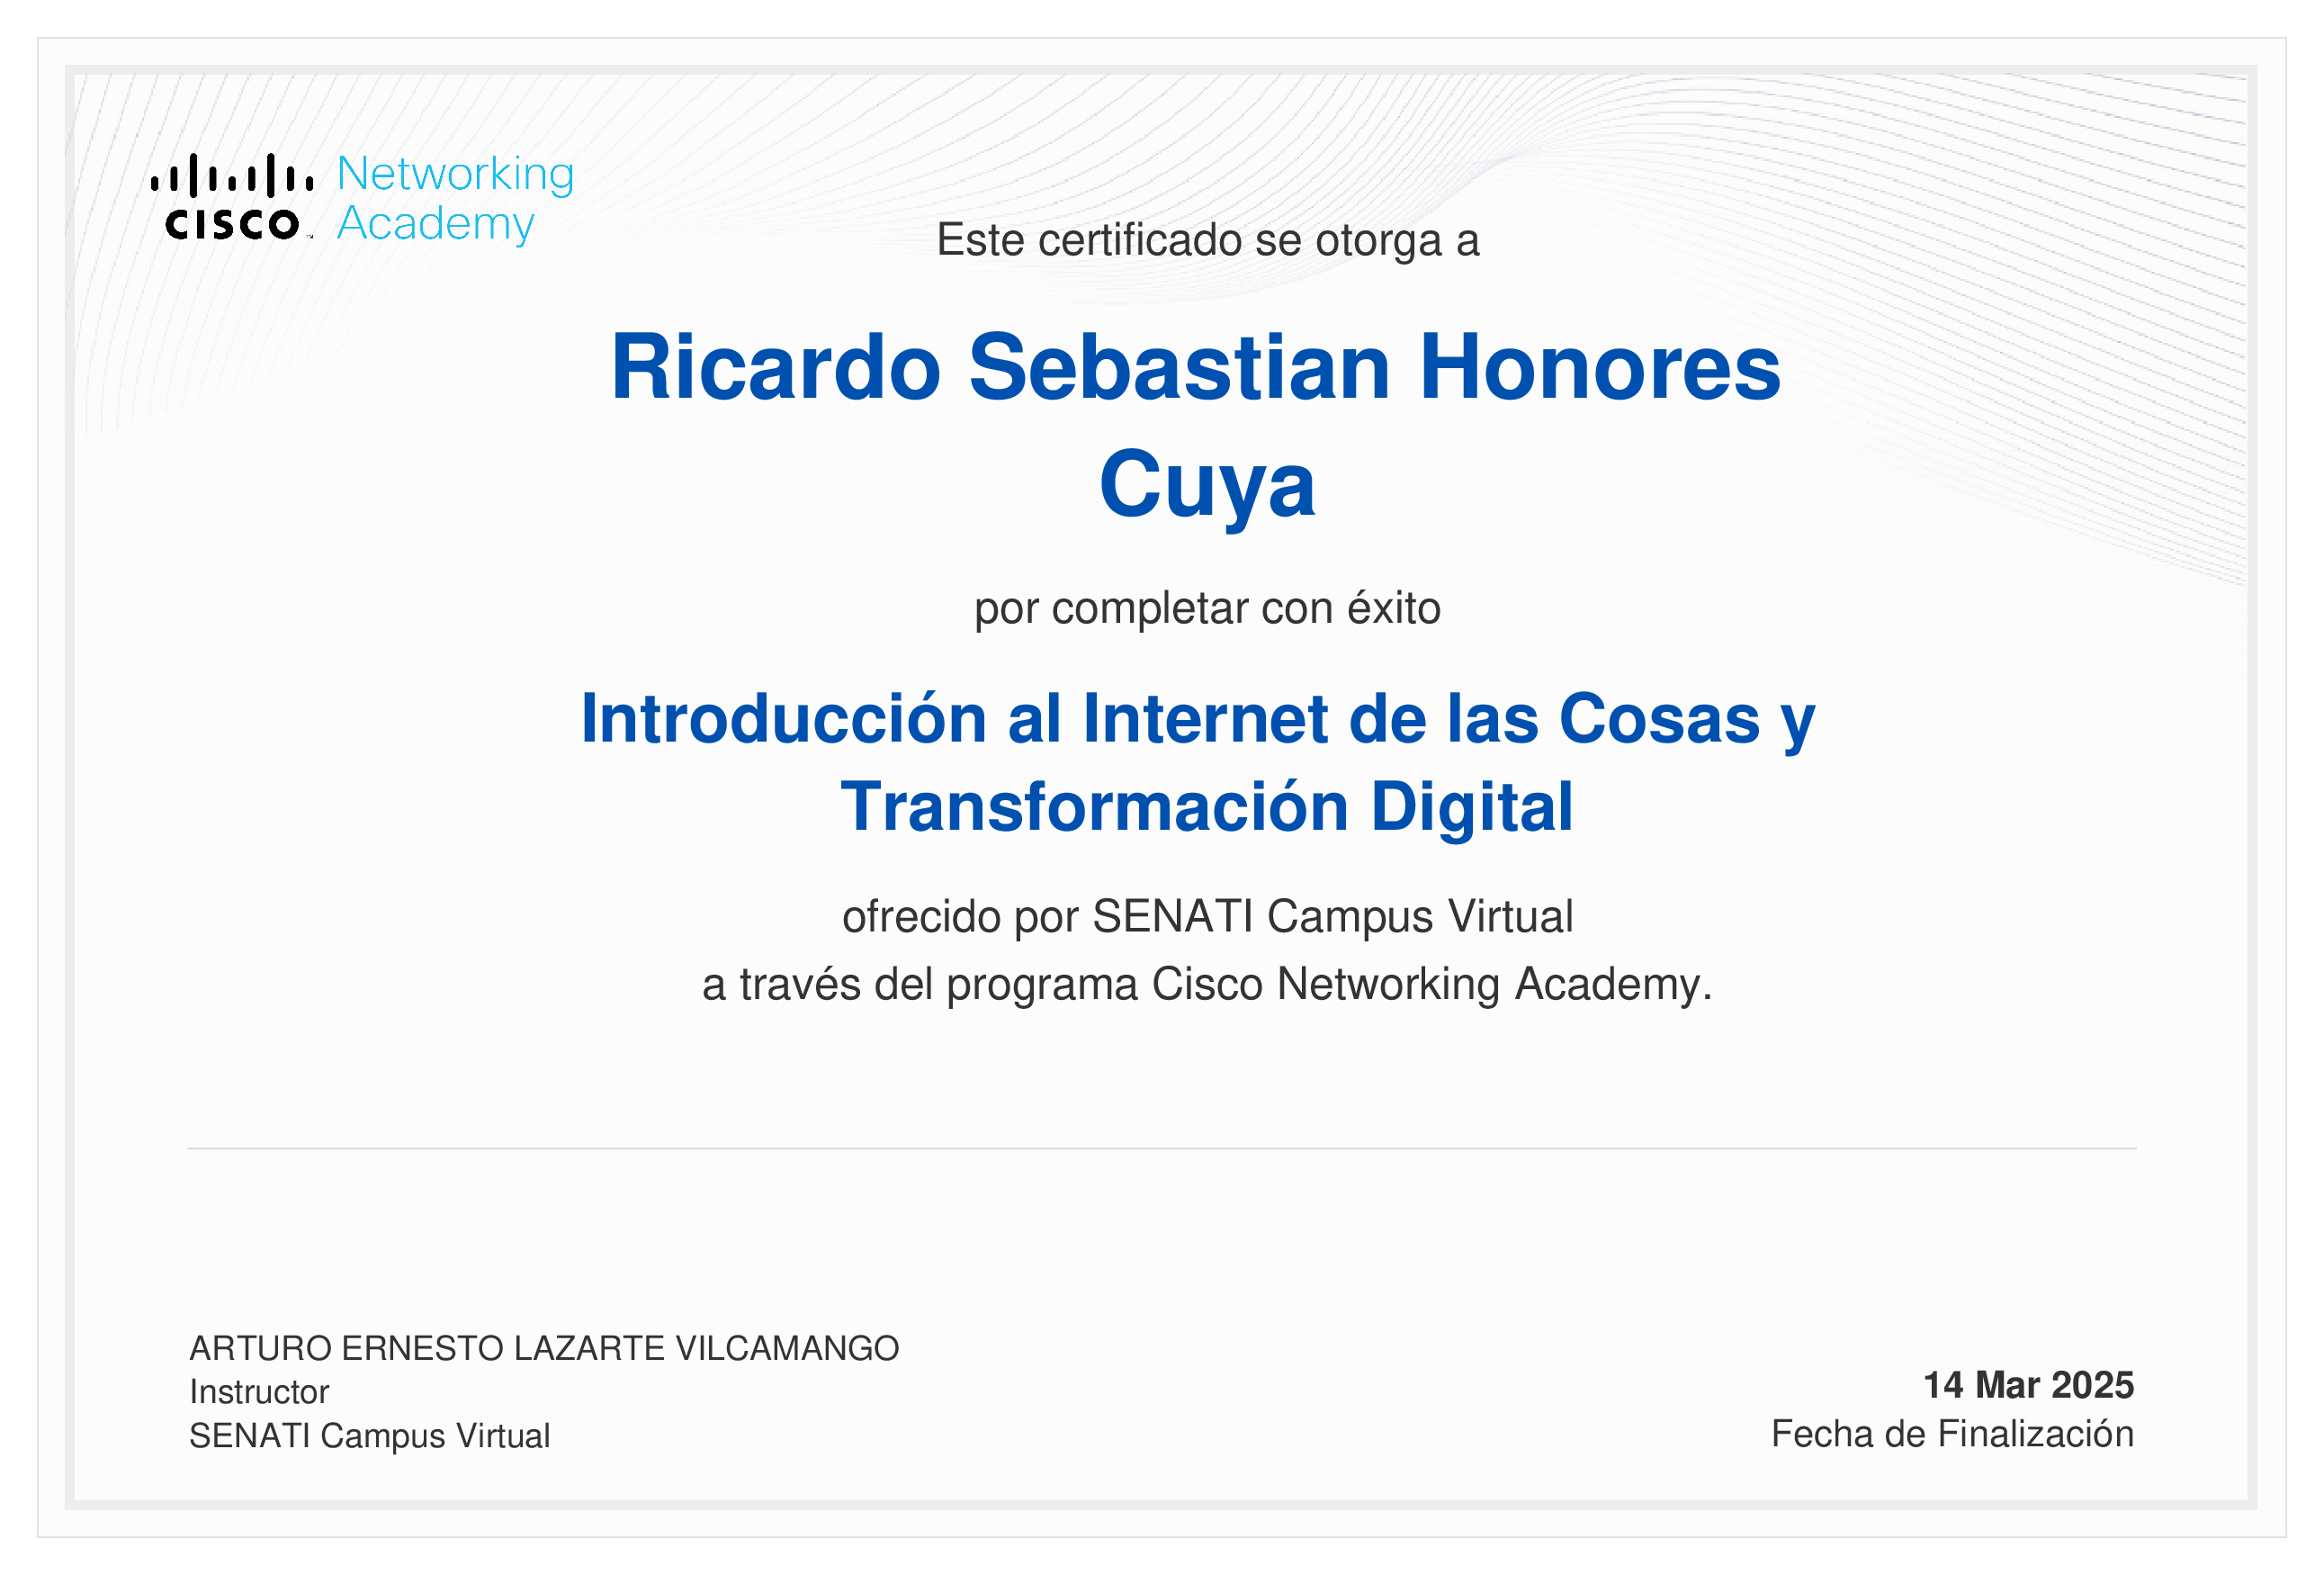 CISCO
Networking
Academy
Este certificado se otorga a
Ricardo Sebastian Honores
Cuya
por completar con éxito
Introducción al Internet de las Cosas y
Transformación Digital
ofrecido por SENATI Campus Virtual
a través del programa Cisco Networking Academy.
ARTURO ERNESTO LAZARTE VILCAMANGO
Instructor
SENATI Campus Virtual
14 Mar 2025
Fecha de Finalización